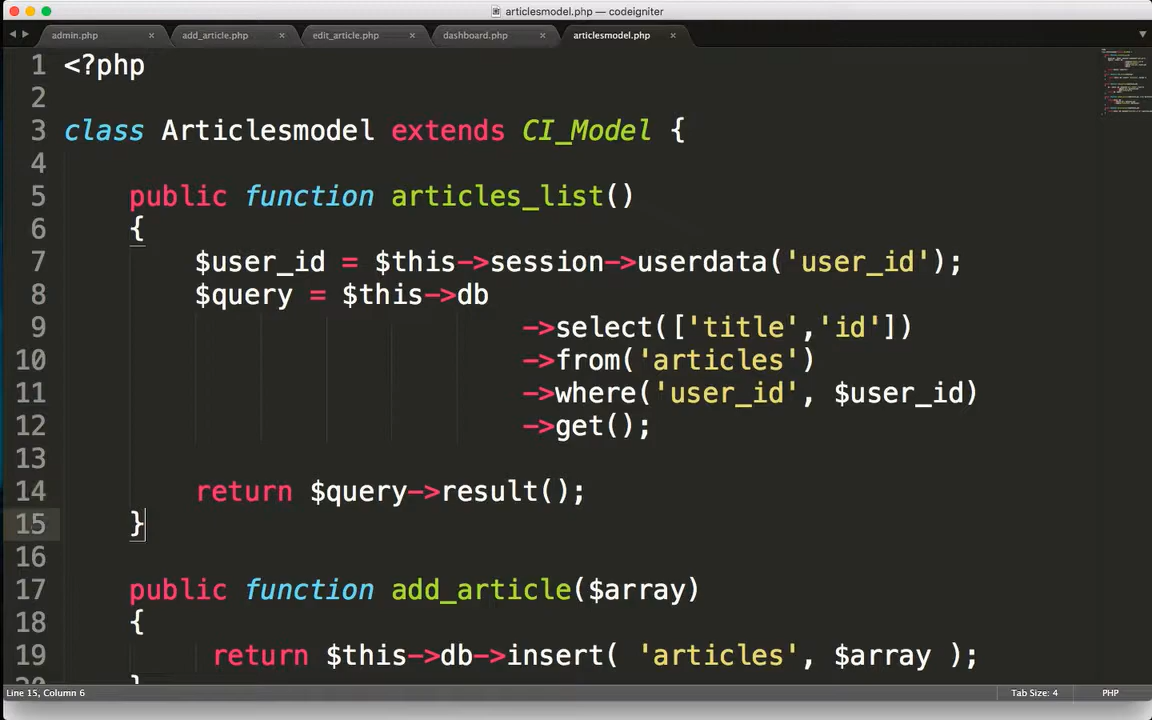 articlesmodel.php — codeigniter
admin.php × add_article.php × edit_article.php × dashboard.php × articlesmodel.php ×
1 <?php
2
3 class Articlesmodel extends CI_Model {
4
5 public function articles_list()
6 {
7 $user_id = $this->session->userdata('user_id');
8 $query = $this->db
9 ->select(['title','id'])
10 ->from('articles')
11 ->where('user_id', $user_id)
12 ->get();
13
14 return $query->result();
15 }
16
17 public function add_article($array)
18 {
19 return $this->db->insert( 'articles', $array );
Line 15, Column 6 Tab Size: 4 PHP